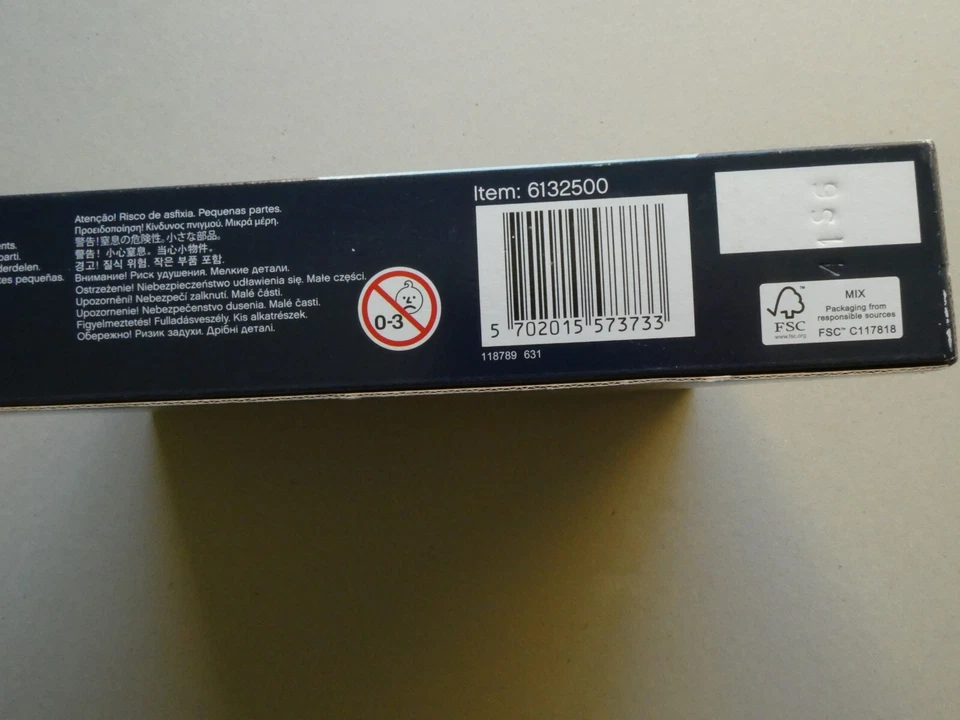 ents.
parti.
derdelen.
tes pequeñas.
Atenção! Risco de asfixia. Pequenas partes.
Προειδοποίηση! Κίνδυνος πνιγμού. Μικρά μέρη.
警告!窒息の危険性。小さな部品。
警告!小心窒息。当心小物件。
경고! 질식 위험. 작은 부품 포함.
Внимание! Риск удушения. Мелкие детали.
Ostrzeżenie! Niebezpieczeństwo udławienia się. Małe części.
Upozornění! Nebezpečí zalknutí. Malé části.
Upozornenie! Nebezpečenstvo dusenia. Malé časti.
Figyelmeztetés! Fulladásveszély. Kis alkatrészek.
Обережно! Ризик задухи. Дрібні деталі.
0-3
Item: 6132500
5 702015 573733
118789 631
156
FSC™
www.fsc.org
MIX
Packaging from
responsible sources
FSC™ C117818